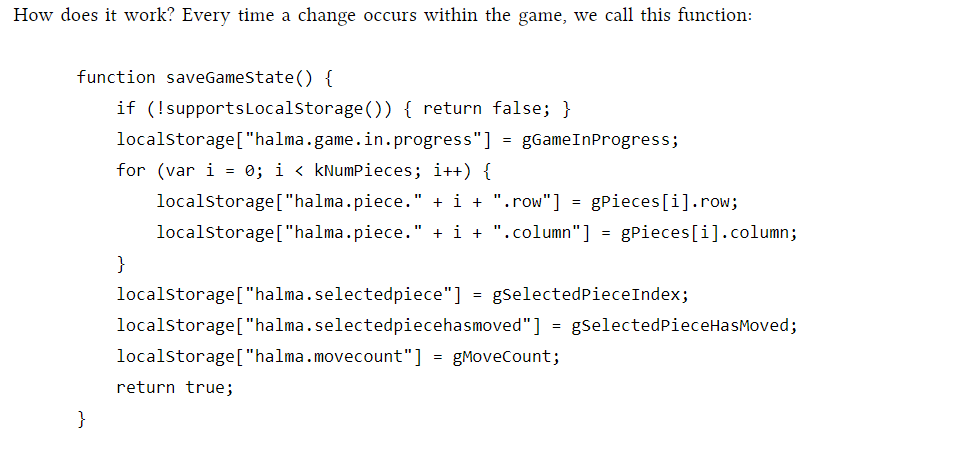 How does it work? Every time a change occurs within the game, we call this function:
function saveGameState() {
    if (!supportsLocalStorage()) { return false; }
    localStorage["halma.game.in.progress"] = gGameInProgress;
    for (var i = 0; i < kNumPieces; i++) {
        localStorage["halma.piece." + i + ".row"] = gPieces[i].row;
        localStorage["halma.piece." + i + ".column"] = gPieces[i].column;
    }
    localStorage["halma.selectedpiece"] = gSelectedPieceIndex;
    localStorage["halma.selectedpiecehasmoved"] = gSelectedPieceHasMoved;
    localStorage["halma.movecount"] = gMoveCount;
    return true;
}